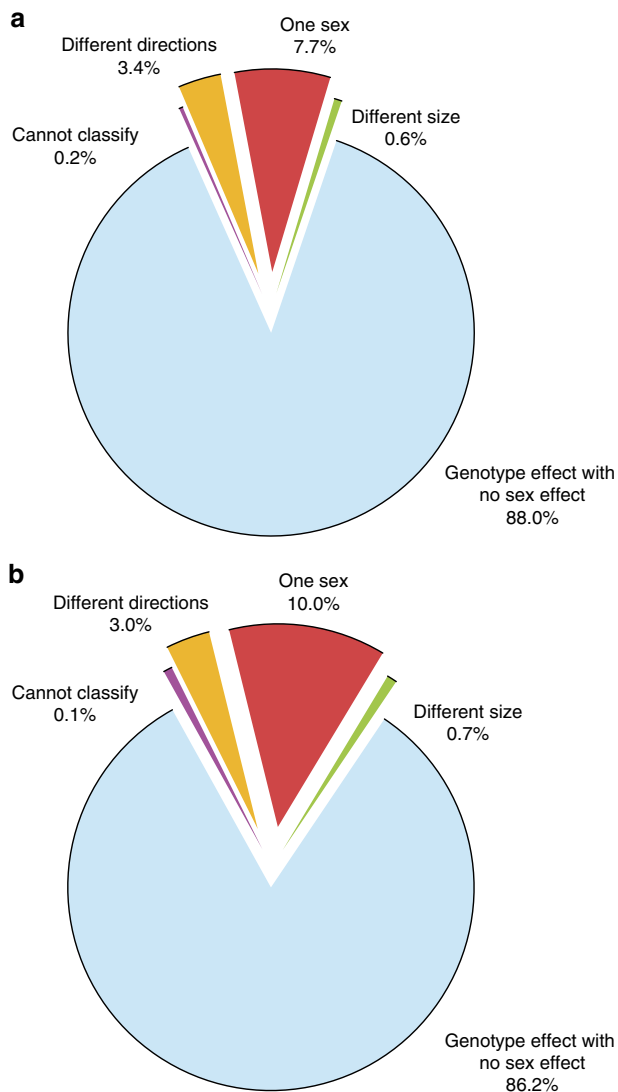 a
Different directions
3.4%
One sex
7.7%
Cannot classify
0.2%
Different size
0.6%
Genotype effect with
no sex effect
88.0%
b
Different directions
3.0%
One sex
10.0%
Cannot classify
0.1%
Different size
0.7%
Genotype effect with
no sex effect
86.2%